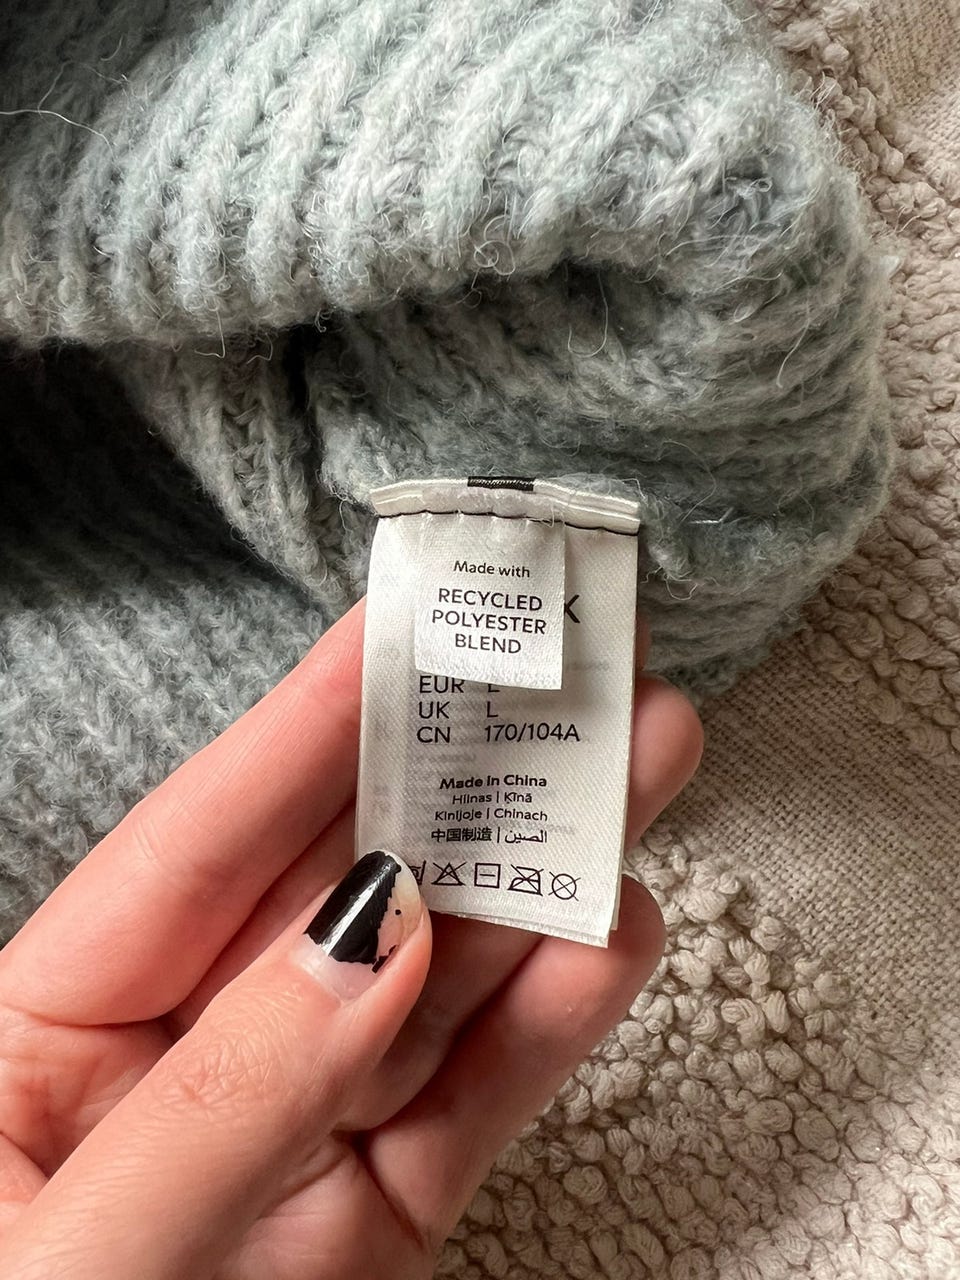 Made with
RECYCLED
POLYESTER
BLEND
X
EUR L
UK L
CN 170/104A
Made in China
Hiinas | Ķīnā
Kinijoje | Chinach
中国制造 | الصين